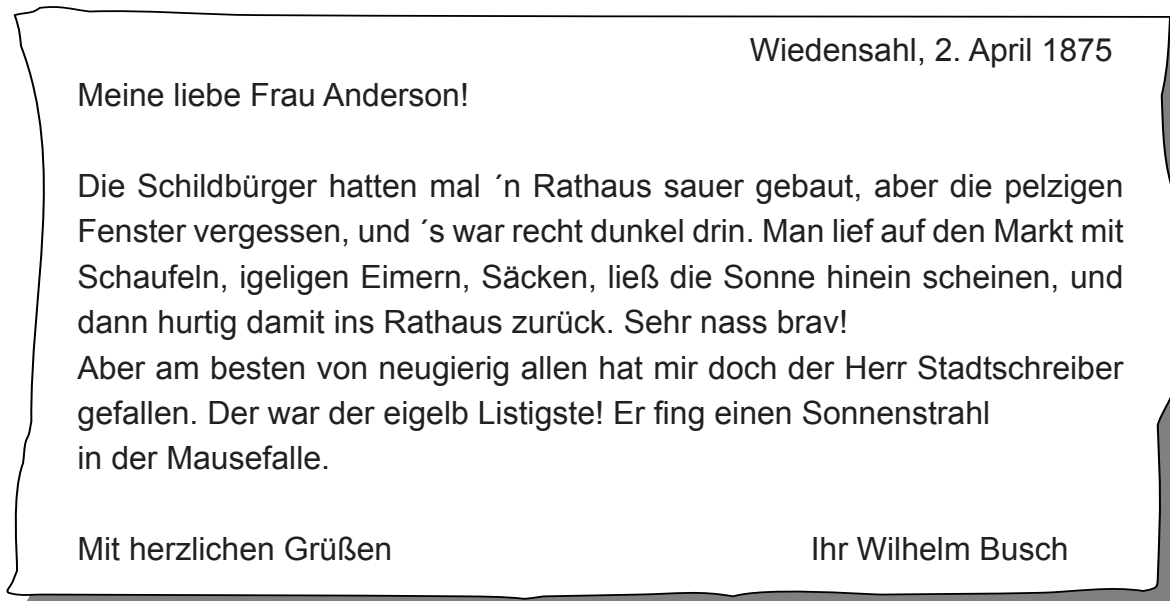 Wiedensahl, 2. April 1875
Meine liebe Frau Anderson!
Die Schildbürger hatten mal ´n Rathaus sauer gebaut, aber die pelzigen
Fenster vergessen, und ´s war recht dunkel drin. Man lief auf den Markt mit
Schaufeln, igeligen Eimern, Säcken, ließ die Sonne hinein scheinen, und
dann hurtig damit ins Rathaus zurück. Sehr nass brav!
Aber am besten von neugierig allen hat mir doch der Herr Stadtschreiber
gefallen. Der war der eigelb Listigste! Er fing einen Sonnenstrahl
in der Mausefalle.
Mit herzlichen Grüßen Ihr Wilhelm Busch